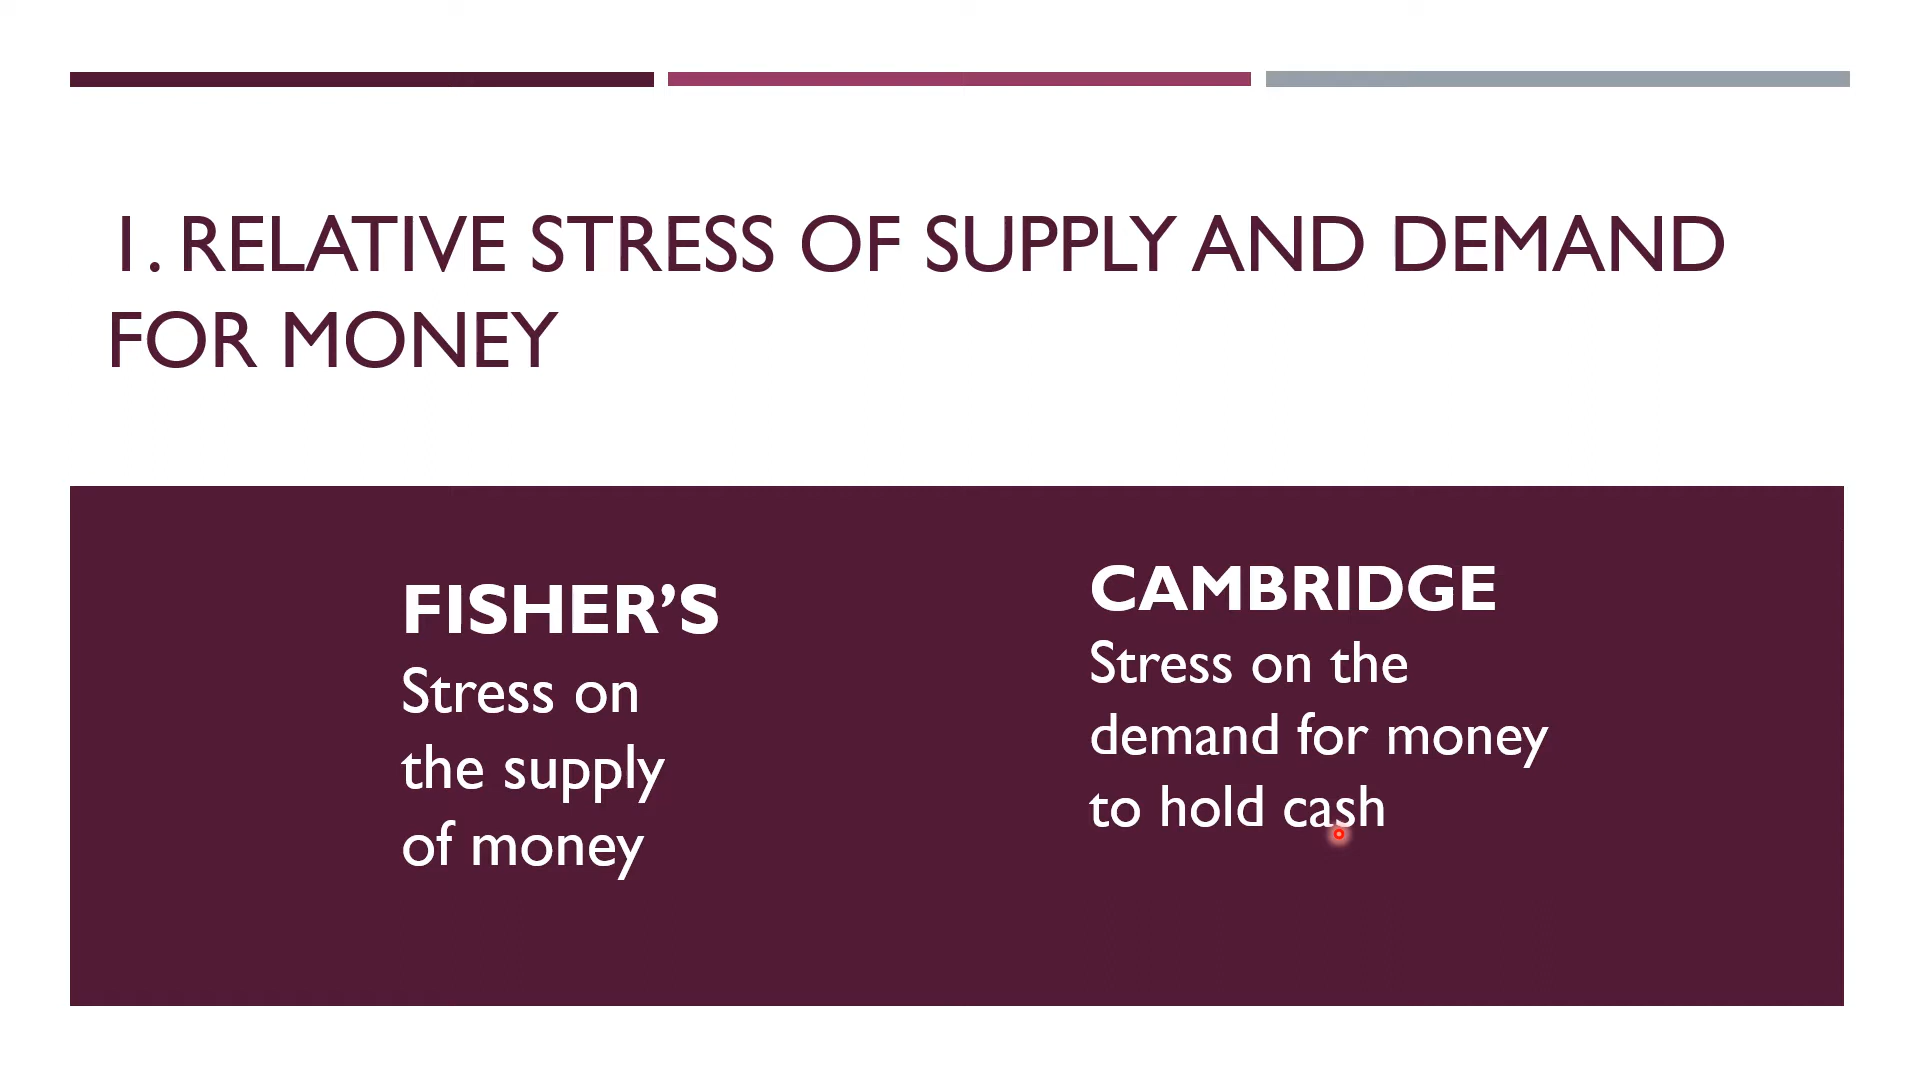 1. RELATIVE STRESS OF SUPPLY AND DEMAND
FOR MONEY
FISHER’S
Stress on
the supply
of money
CAMBRIDGE
Stress on the
demand for money
to hold cash